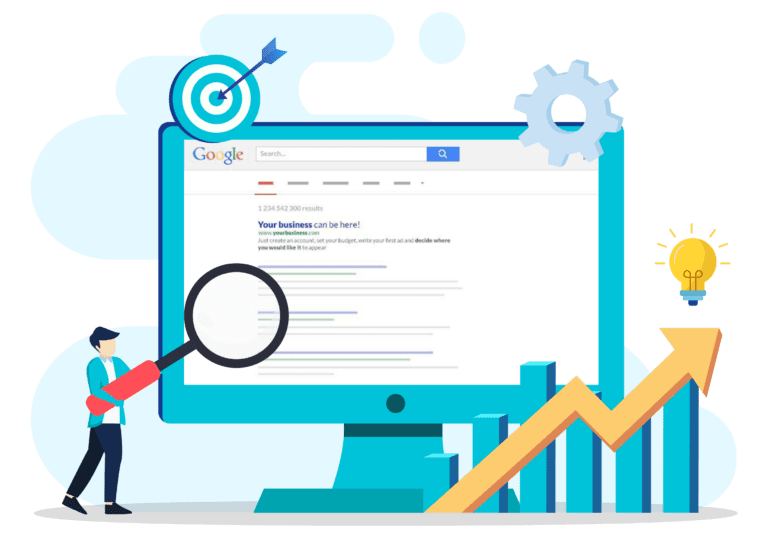 Google
Search...
1 234 542 300 results
Your business can be here!
www.yourbusiness.com
Just create an account, set your budget, write your first ad and decide where
you would like it to appear